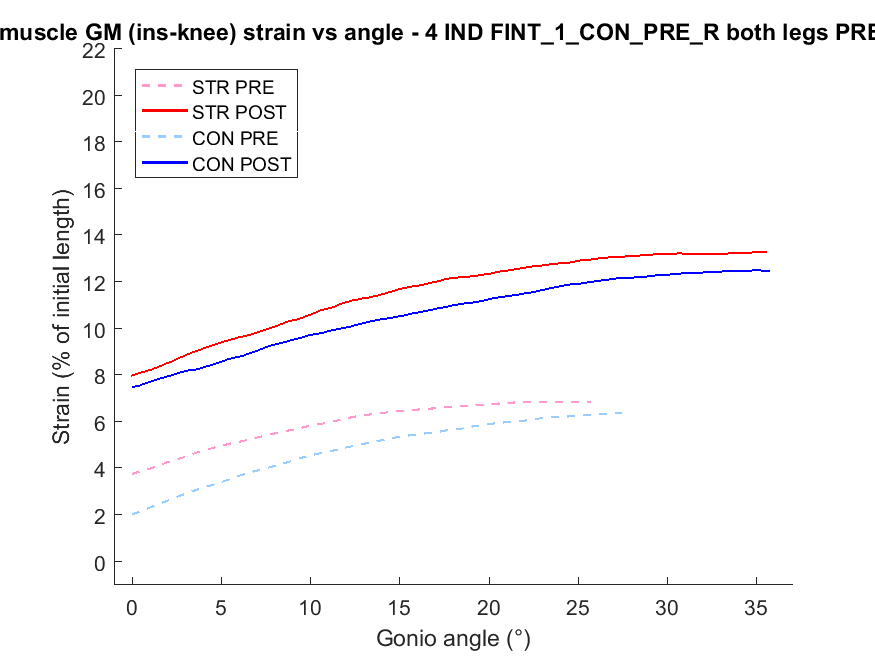 muscle GM (ins-knee) strain vs angle - 4 IND FINT_1_CON_PRE_R both legs PRE
22
20
18
16
14
12
10
8
6
4
2
0
Strain (% of initial length)
STR PRE
STR POST
CON PRE
CON POST
0 5 10 15 20 25 30 35
Gonio angle (°)